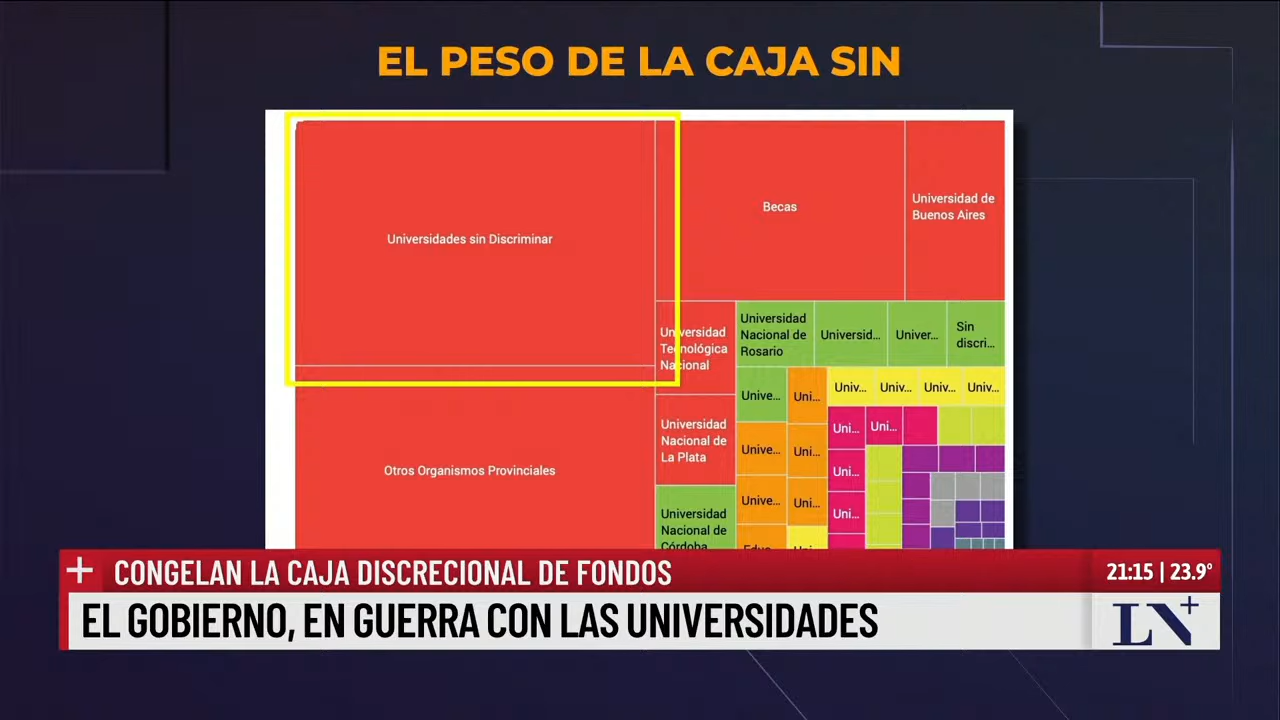 EL PESO DE LA CAJA SIN
Universidades sin Discriminar
Becas
Universidad de
Buenos Aires
Universidad
Tecnológica
Nacional
Universidad
Nacional de
Rosario
Universid...
Univer...
Sin
discri...
Unive...
Uni...
Univ...
Univ...
Univ...
Univ...
Otros Organismos Provinciales
Universidad
Nacional de
La Plata
Unive...
Uni...
Uni...
Uni...
Uni...
Unive...
Uni...
Uni...
Universidad
Nacional de
Córdoba
CONGELAN LA CAJA DISCRECIONAL DE FONDOS
21:15 | 23.9°
EL GOBIERNO, EN GUERRA CON LAS UNIVERSIDADES
LN+